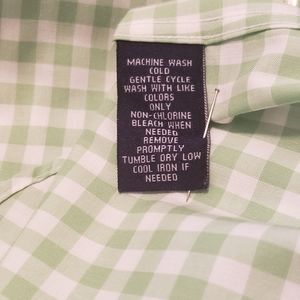 MACHINE WASH
COLD
GENTLE CYCLE
WASH WITH LIKE
COLORS
ONLY
NON-CHLORINE
BLEACH WHEN
NEEDED
REMOVE
PROMPTLY
TUMBLE DRY LOW
COOL IRON IF
NEEDED